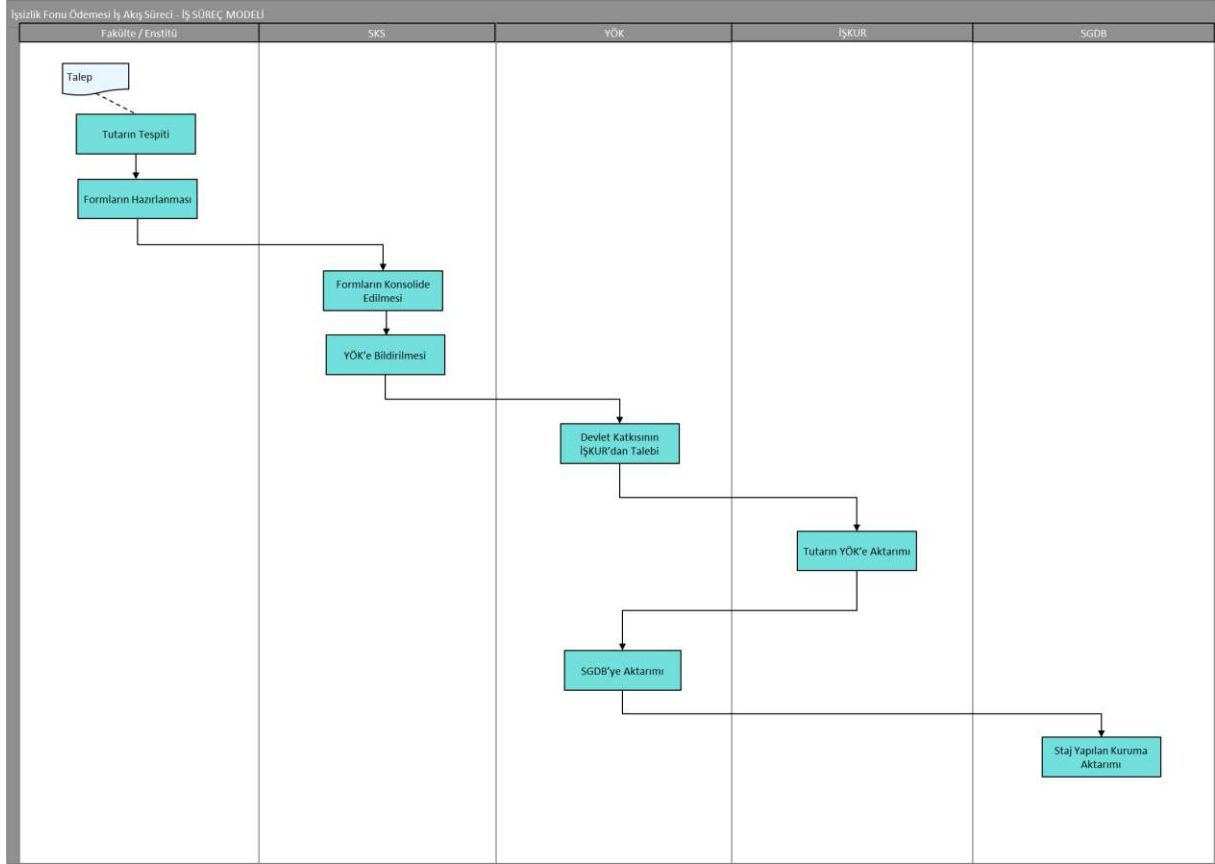 İşsizlik Fonu Ödemesi İş Akış Süreci - İŞ SÜREÇ MODELİ
Fakülte / Enstitü
SKS
YÖK
İŞKUR
SGDB
Talep
Tutarın Tespiti
Formların Hazırlanması
Formların Konsolide
Edilmesi
YÖK'e Bildirilmesi
Devlet Katkısının
İŞKUR'dan Talebi
Tutarın YÖK'e Aktarımı
SGDB'ye Aktarımı
Staj Yapılan Kuruma
Aktarımı